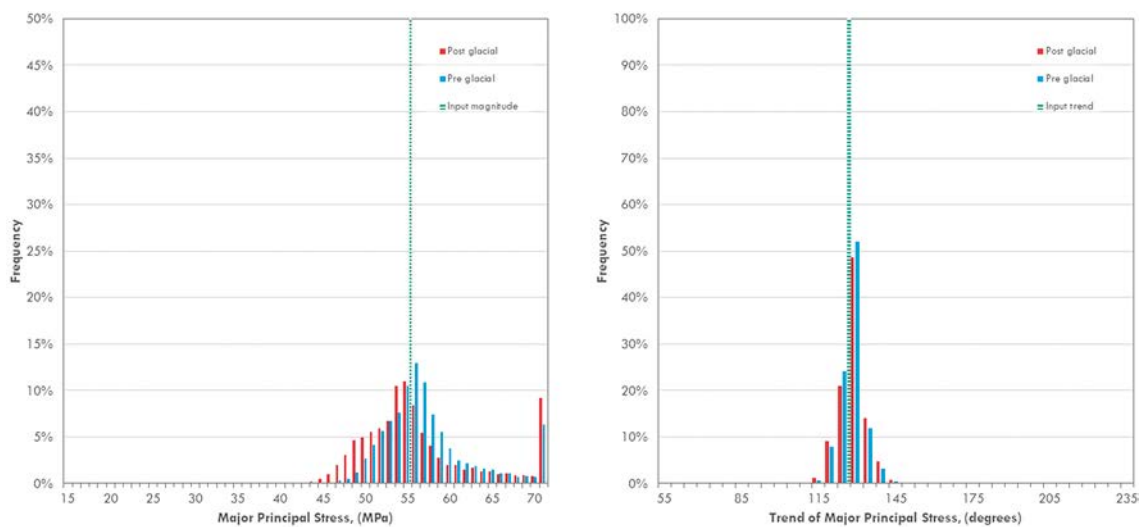 50%
45%
40%
35%
30%
25%
20%
15%
10%
5%
0%
Frequency
Post glacial
Pre glacial
Input magnitude
15 20 25 30 35 40 45 50 55 60 65 70
Major Principal Stress, (MPa)
100%
90%
80%
70%
60%
50%
40%
30%
20%
10%
0%
Frequency
Post glacial
Pre glacial
Input trend
55 85 115 145 175 205 235
Trend of Major Principal Stress, (degrees)